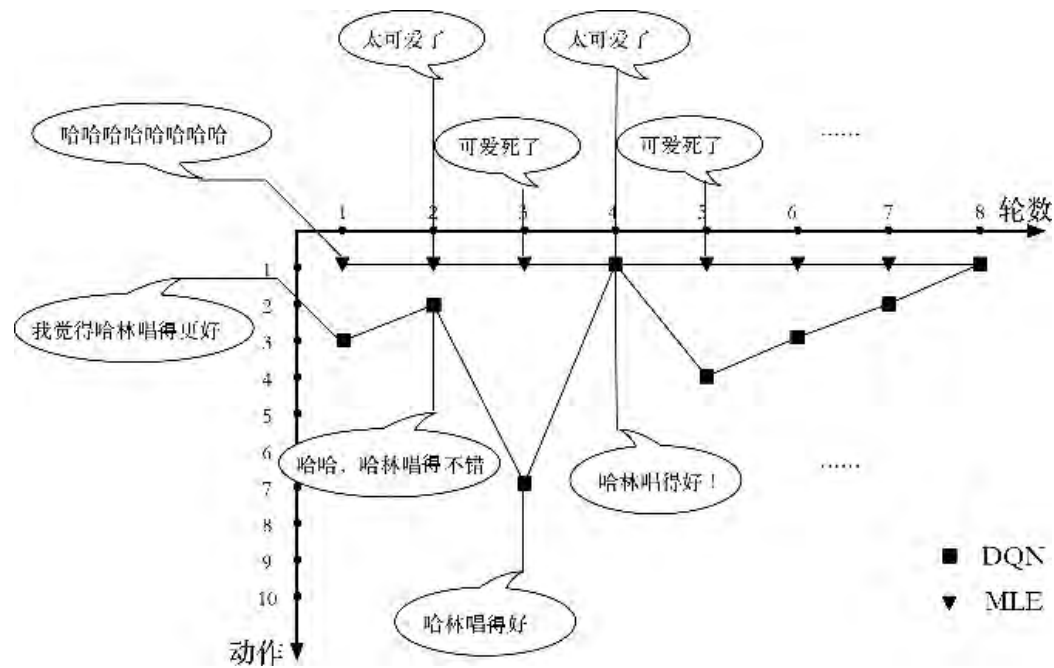 太可爱了
太可爱了
哈哈哈哈哈哈哈哈
可爱死了
可爱死了
……
1 2 3 4 5 6 7 8 轮数
1
2
我觉得哈林唱得更好
3
4
5
6
哈哈，哈林唱得不错
哈林唱得好！
……
7
8
9
10
DQN
MLE
哈林唱得好
动作